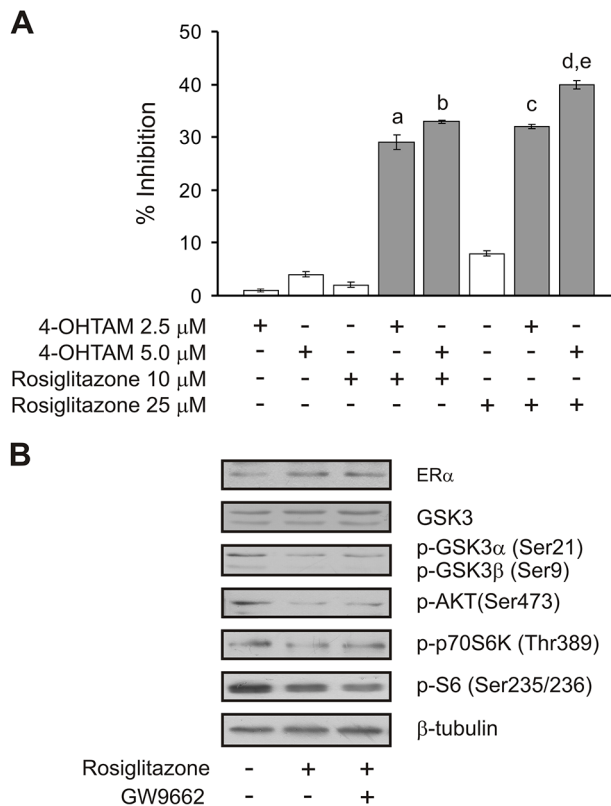 A
% Inhibition
50
40
30
20
10
0
a
b
c
d,e
4-OHTAM 2.5 μM + - - + - - + -
4-OHTAM 5.0 μM - + - - + - - +
Rosiglitazone 10 μM - - + + + - - -
Rosiglitazone 25 μM - - - - - + + +
B
ERα
GSK3
p-GSK3α (Ser21)
p-GSK3β (Ser9)
p-AKT(Ser473)
p-p70S6K (Thr389)
p-S6 (Ser235/236)
β-tubulin
Rosiglitazone - + +
GW9662 - - +